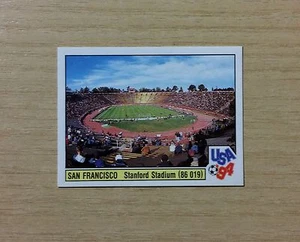 SAN FRANCISCO Stanford Stadium (86 019)
USA
94